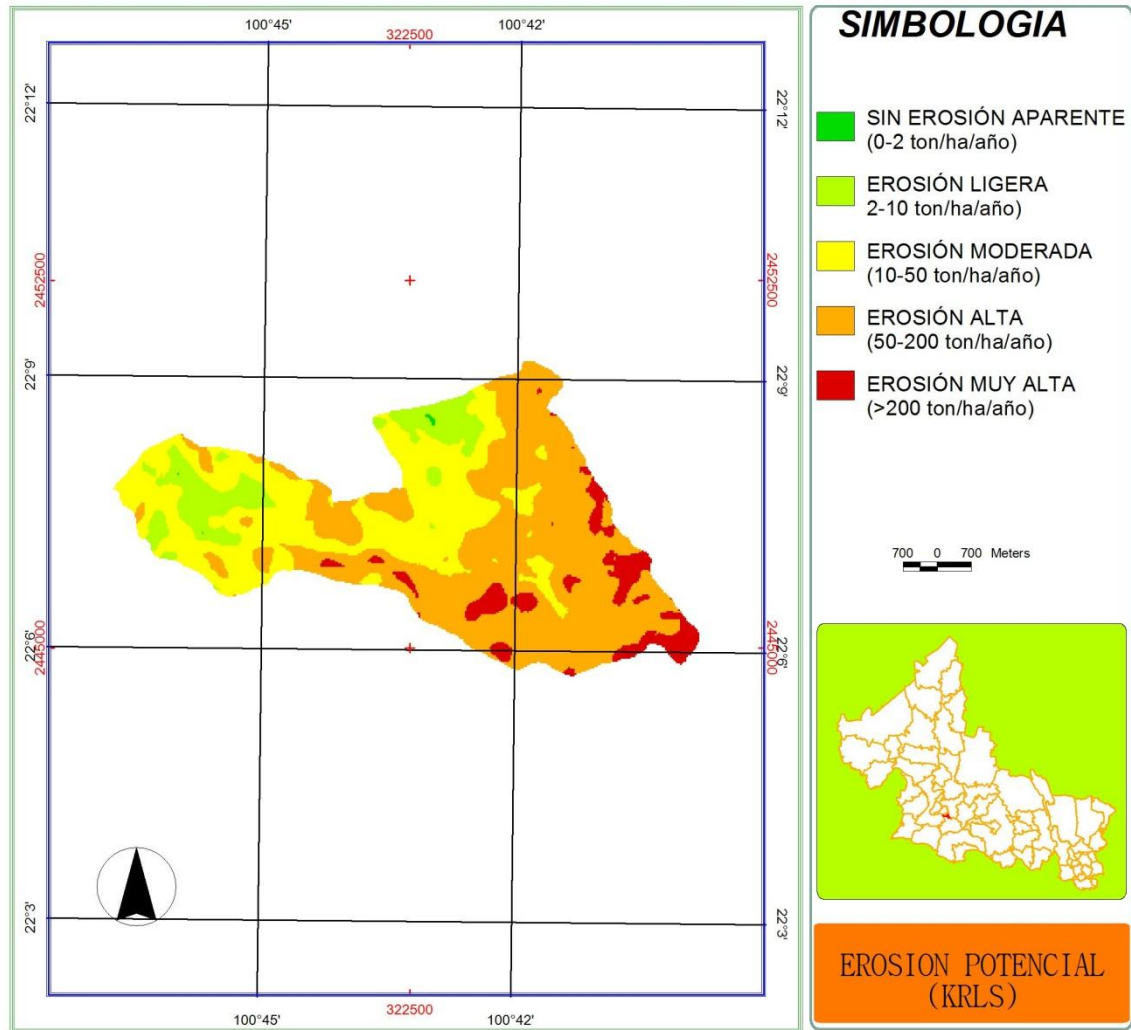 100°45'
100°42'
322500
22°12'
22°12'
2452500
2452500
22°9'
22°9'
22°6'
2445000
22°6'
2445000
22°3'
22°3'
322500
100°45'
100°42'
SIMBOLOGIA
SIN EROSIÓN APARENTE
(0-2 ton/ha/año)
EROSIÓN LIGERA
2-10 ton/ha/año)
EROSIÓN MODERADA
(10-50 ton/ha/año)
EROSIÓN ALTA
(50-200 ton/ha/año)
EROSIÓN MUY ALTA
(>200 ton/ha/año)
700 0 700 Meters
EROSION POTENCIAL
(KRLS)